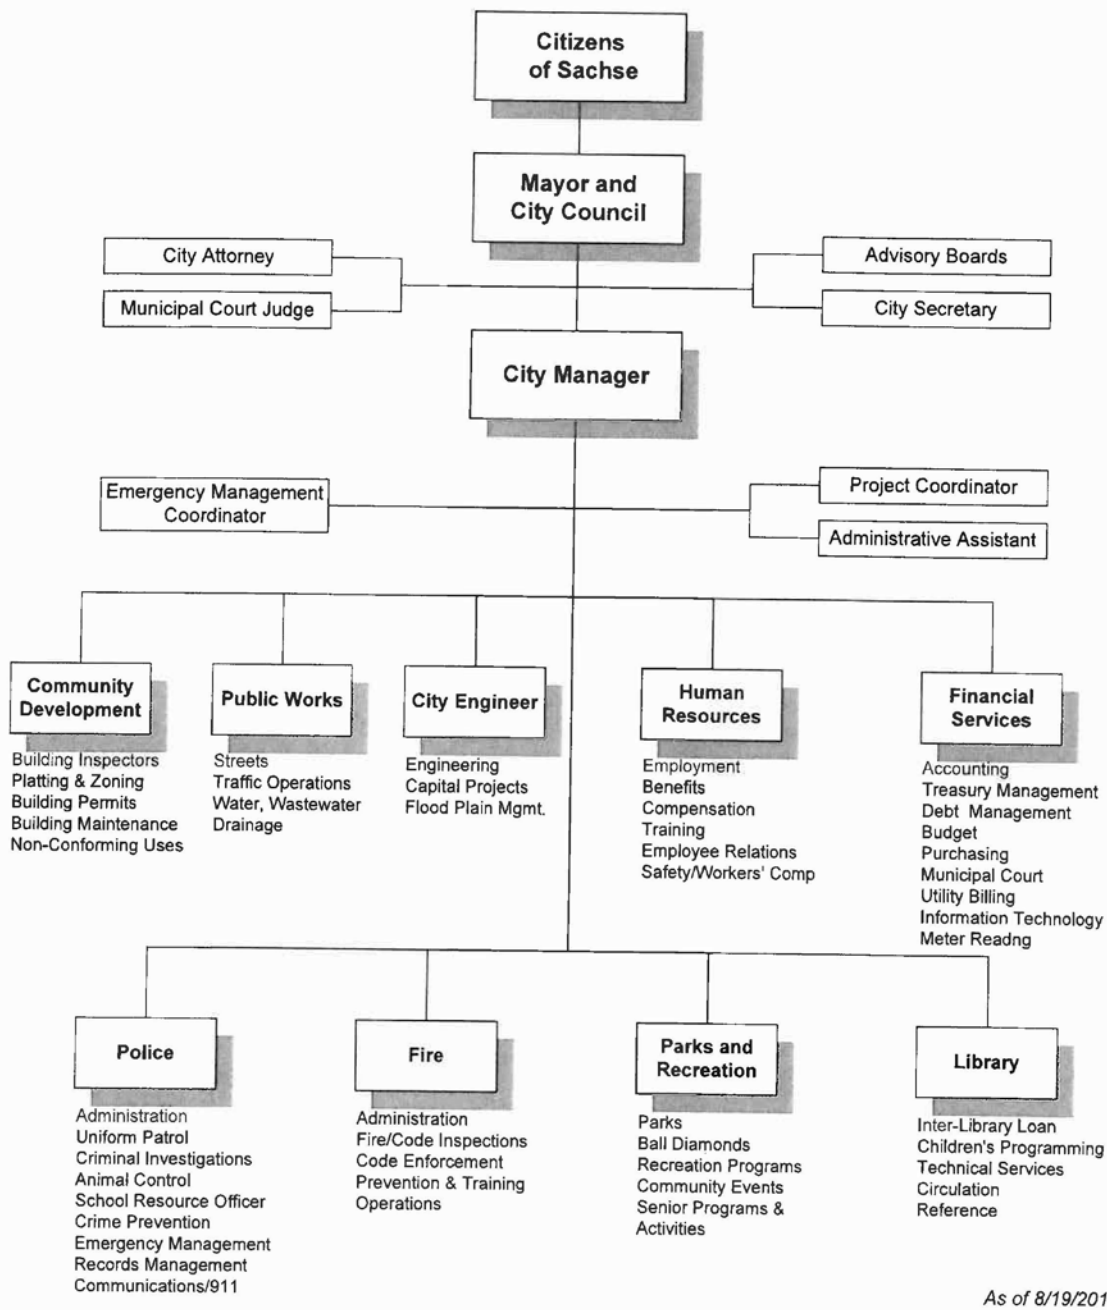 Citizens
of Sachse
Mayor and
City Council
City Attorney
Municipal Court Judge
Advisory Boards
City Secretary
City Manager
Emergency Management
Coordinator
Project Coordinator
Administrative Assistant
Community
Development
Building Inspectors
Platting & Zoning
Building Permits
Building Maintenance
Non-Conforming Uses
Public Works
Streets
Traffic Operations
Water, Wastewater
Drainage
City Engineer
Engineering
Capital Projects
Flood Plain Mgmt.
Human
Resources
Employment
Benefits
Compensation
Training
Employee Relations
Safety/Workers' Comp
Financial
Services
Accounting
Treasury Management
Debt Management
Budget
Purchasing
Municipal Court
Utility Billing
Information Technology
Meter Readng
Police
Administration
Uniform Patrol
Criminal Investigations
Animal Control
School Resource Officer
Crime Prevention
Emergency Management
Records Management
Communications/911
Fire
Administration
Fire/Code Inspections
Code Enforcement
Prevention & Training
Operations
Parks and
Recreation
Parks
Ball Diamonds
Recreation Programs
Community Events
Senior Programs &
Activities
Library
Inter-Library Loan
Children's Programming
Technical Services
Circulation
Reference
As of 8/19/201